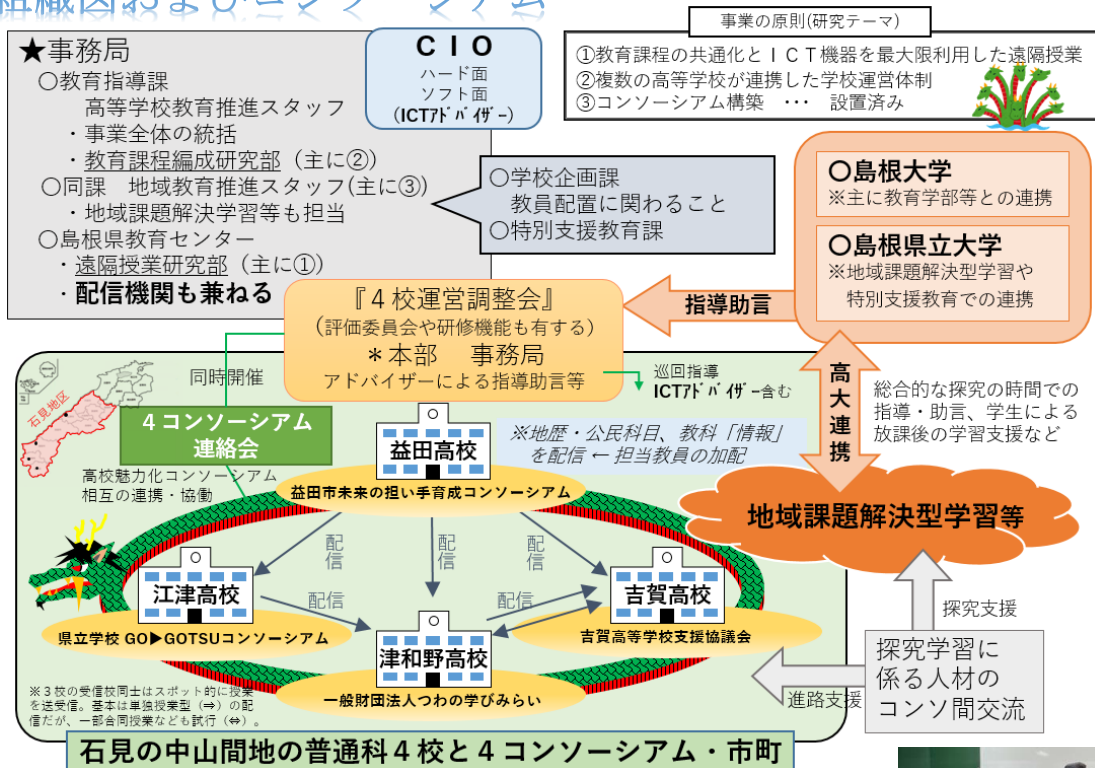 組織図およびコンソーシアム
★事務局
○教育指導課
高等学校教育推進スタッフ
・事業全体の統括
・教育課程編成研究部（主に②）
○同課　地域教育推進スタッフ(主に③)
・地域課題解決学習等も担当
○島根県教育センター
・遠隔授業研究部（主に①）
・配信機関も兼ねる
ＣＩＯ
ハード面
ソフト面
(ICTｱﾄﾞﾊﾞｲｻﾞｰ)
事業の原則(研究テーマ)
①教育課程の共通化とＩＣＴ機器を最大限利用した遠隔授業
②複数の高等学校が連携した学校運営体制
③コンソーシアム構築　･･･　設置済み
○学校企画課
教員配置に関わること
○特別支援教育課
○島根大学
※主に教育学部等との連携
○島根県立大学
※地域課題解決型学習や
特別支援教育での連携
指導助言
『４校運営調整会』
（評価委員会や研修機能も有する）
＊本部　事務局
アドバイザーによる指導助言等
巡回指導
ICTｱﾄﾞﾊﾞｲｻﾞｰ含む
高大連携
総合的な探究の時間での
指導・助言、学生による
放課後の学習支援など
石見地区
同時開催
４コンソーシアム
連絡会
高校魅力化コンソーシアム
相互の連携・協働
益田高校
益田市未来の担い手育成コンソーシアム
※地歴・公民科目、教科「情報」
を配信 ← 担当教員の加配
地域課題解決型学習等
配信
配信
配信
江津高校
県立学校 GO▶GOTSUコンソーシアム
配信
配信
津和野高校
一般財団法人つわの学びみらい
吉賀高校
吉賀高等学校支援協議会
探究支援
探究学習に
係る人材の
コンソ間交流
進路支援
※３校の受信校同士はスポット的に授業
を送受信。基本は単独授業型（⇒）の配
信だが、一部合同授業なども試行（⇔）。
石見の中山間地の普通科４校と４コンソーシアム・市町